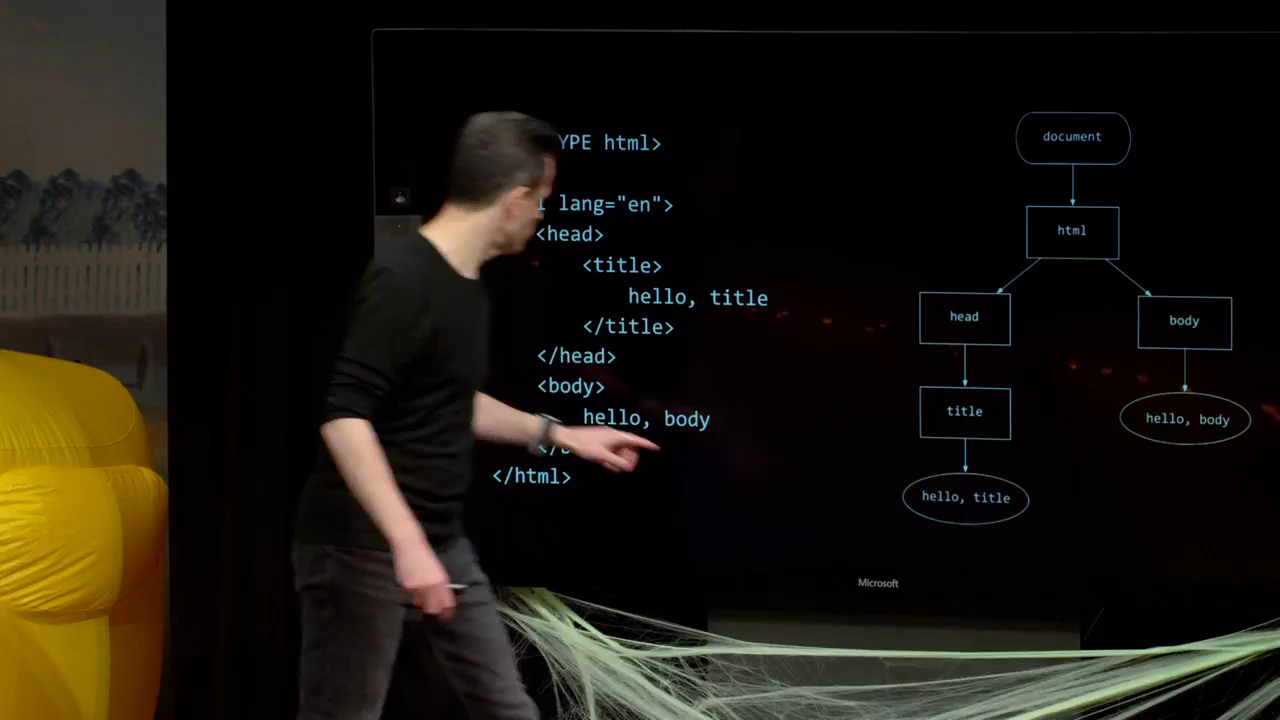 YPE html>
lang="en">
<head>
<title>
hello, title
</title>
</head>
<body>
hello, body
</html>
document
html
head
body
title
hello, body
hello, title
Microsoft